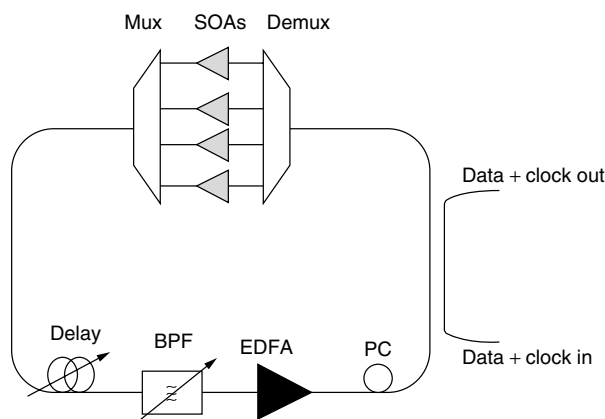 Mux SOAs Demux
Data + clock out
Delay BPF EDFA PC
Data + clock in